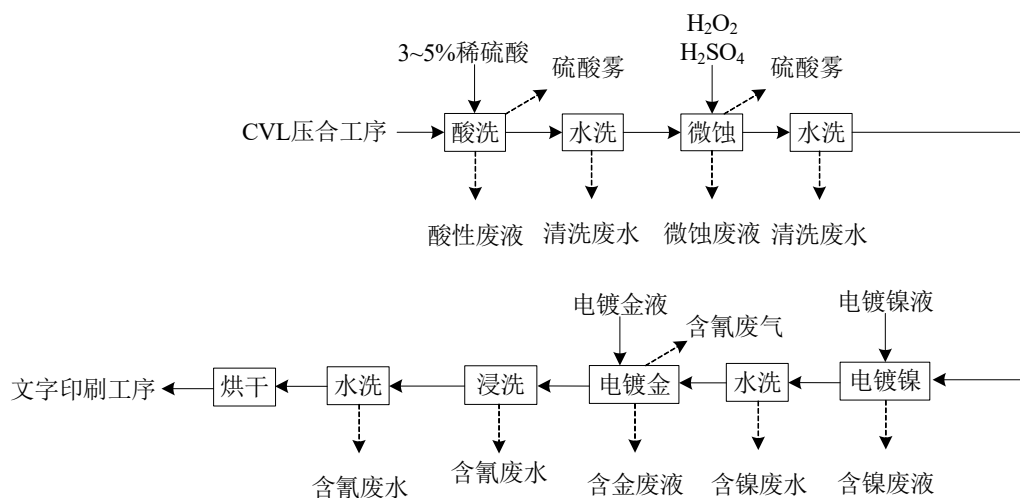 H₂O₂
H₂SO₄
3~5%稀硫酸
硫酸雾
硫酸雾
CVL压合工序
酸洗
水洗
微蚀
水洗
酸性废液
清洗废水
微蚀废液
清洗废水
电镀金液
含氰废气
电镀镍液
文字印刷工序
烘干
水洗
浸洗
电镀金
水洗
电镀镍
含氰废水
含氰废水
含金废液
含镍废水
含镍废液